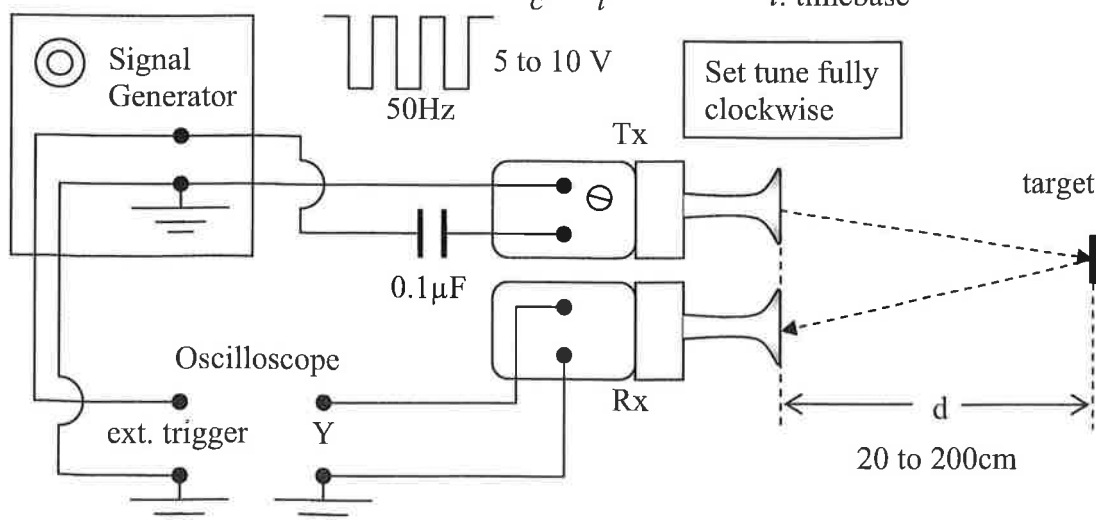 c
t
t: timebase
Signal
Generator
5 to 10 V
50Hz
Set tune fully
clockwise
Tx
target
0.1µF
Oscilloscope
ext. trigger
Y
Rx
d
20 to 200cm